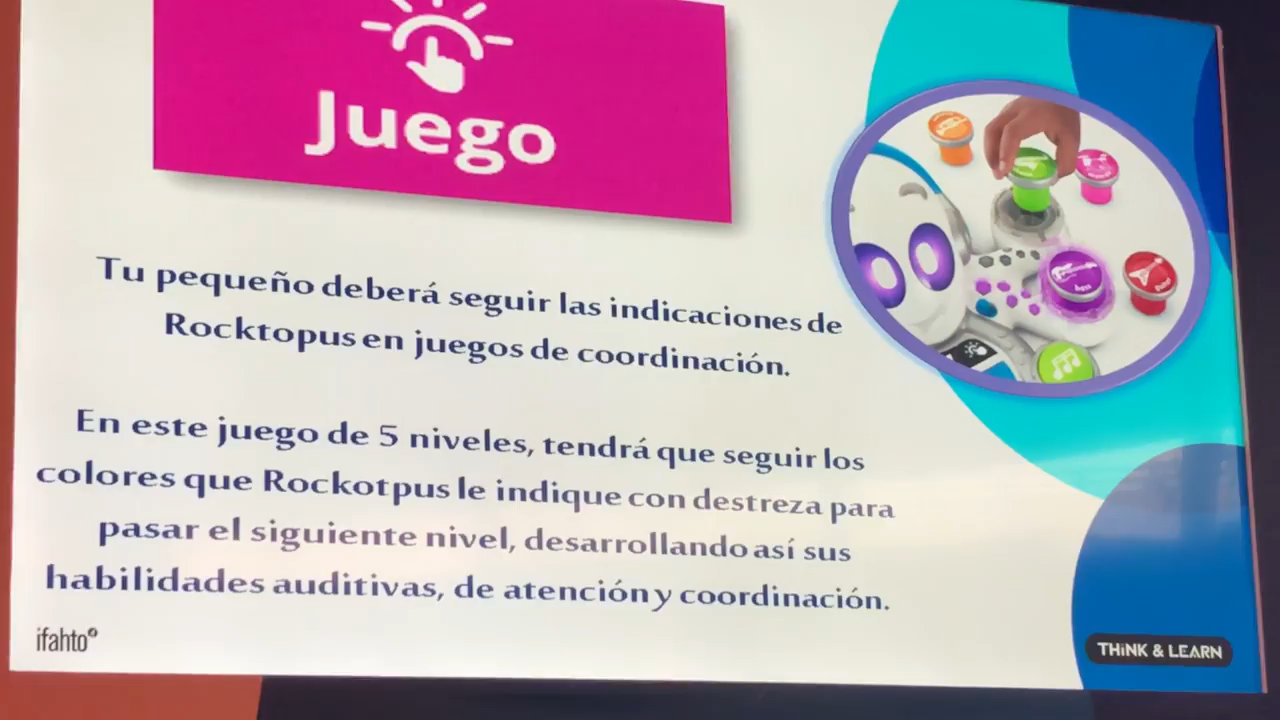 Juego
Tu pequeño deberá seguir las indicaciones de
Rocktopus en juegos de coordinación.
En este juego de 5 niveles, tendrá que seguir los
colores que Rockotpus le indique con destreza para
pasar el siguiente nivel, desarrollando así sus
habilidades auditivas, de atención y coordinación.
ifahto
THiNK & LEARN